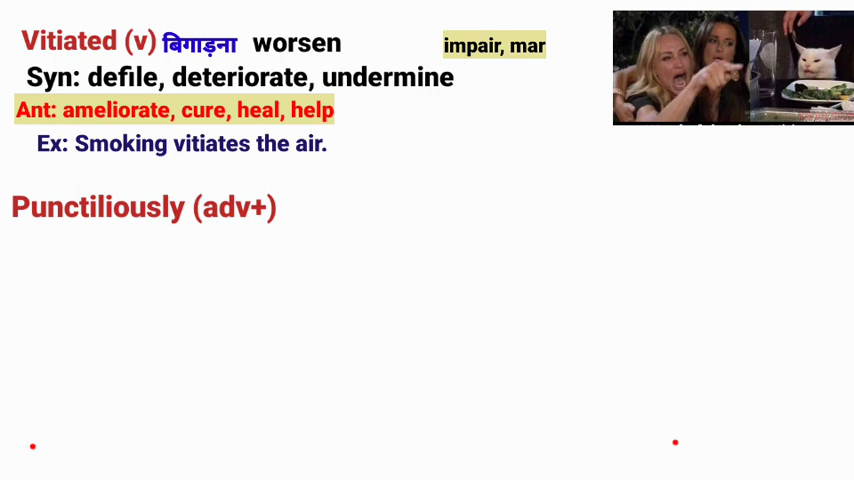 Vitiated (v) बिगाड़ना worsen impair, mar
Syn: defile, deteriorate, undermine
Ant: ameliorate, cure, heal, help
Ex: Smoking vitiates the air.
Punctiliously (adv+)